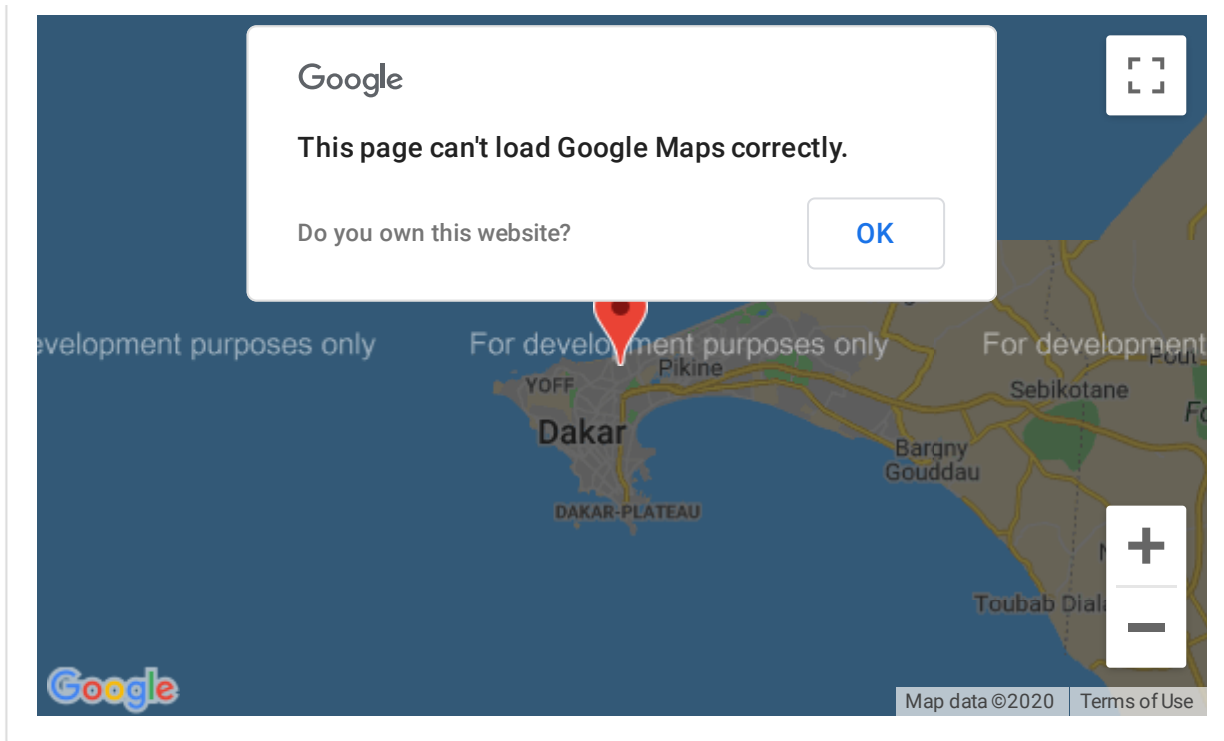 Google
This page can't load Google Maps correctly.
Do you own this website?
OK
evelopment purposes only
For development purposes only
For development
Pout
Pikine
YOFF
Sebikotane
Dakar
Bargny
Gouddau
DAKAR-PLATEAU
Toubab Diala
Google
Map data ©2020
Terms of Use